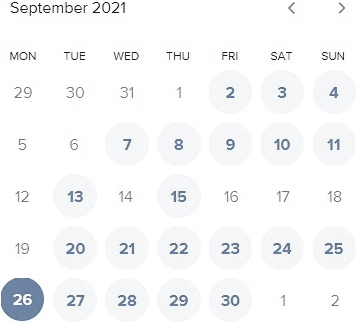 September 2021
MON TUE WED THU FRI SAT SUN
29 30 31 1 2 3 4
5 6 7 8 9 10 11
12 13 14 15 16 17 18
19 20 21 22 23 24 25
26 27 28 29 30 1 2